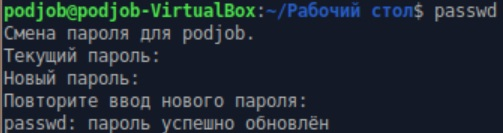 podjob@podjob-VirtualBox:~/Рабочий стол$ passwd
Смена пароля для podjob.
Текущий пароль:
Новый пароль:
Повторите ввод нового пароля:
passwd: пароль успешно обновлён